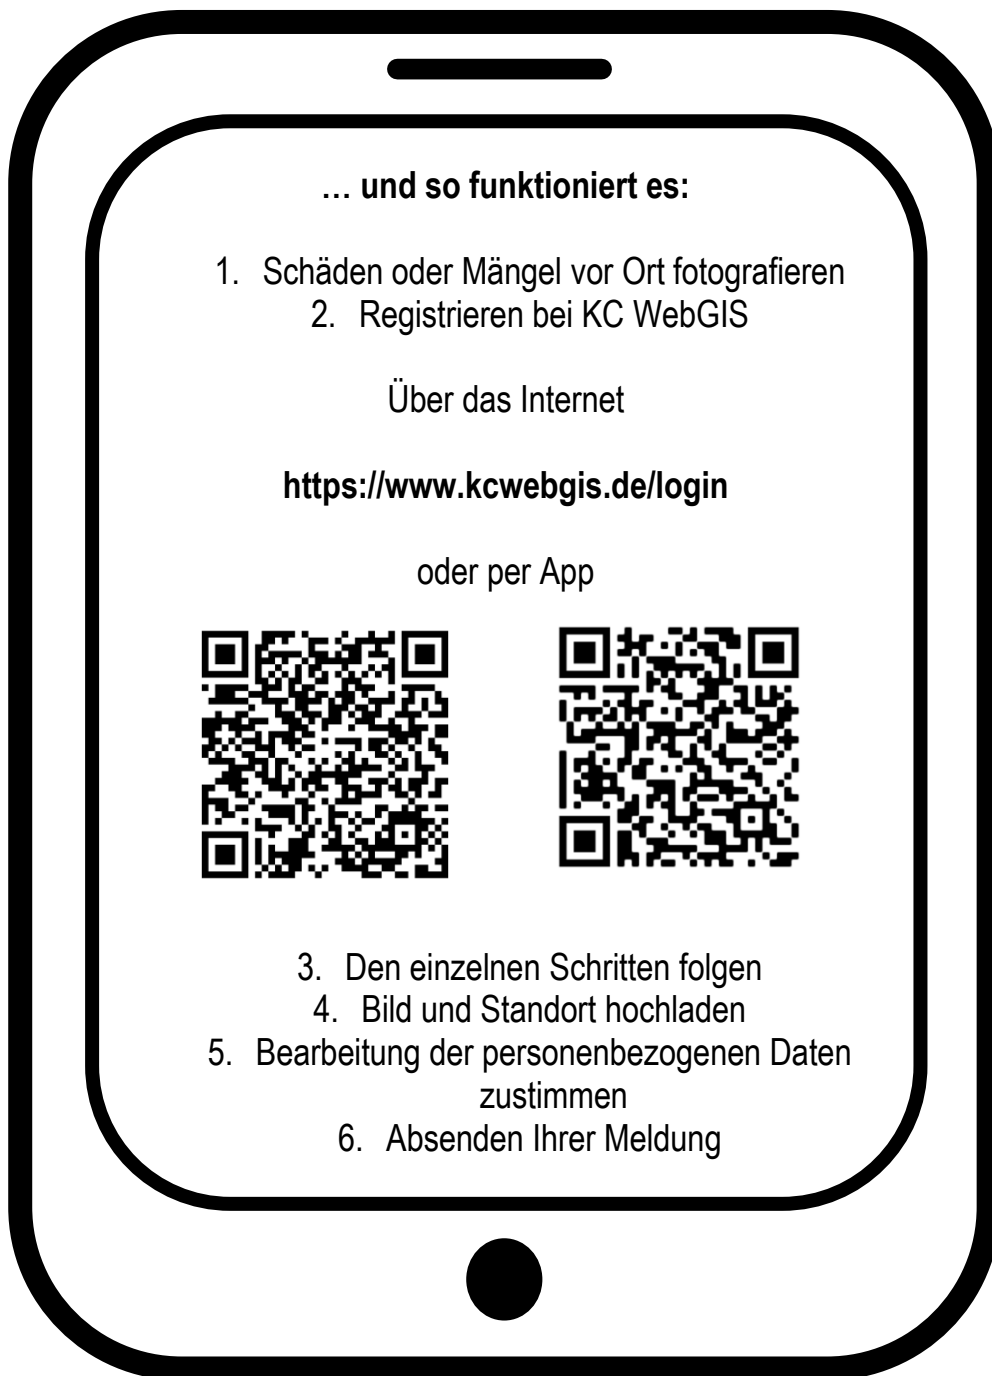 … und so funktioniert es:
1. Schäden oder Mängel vor Ort fotografieren
2. Registrieren bei KC WebGIS
Über das Internet
https://www.kcwebgis.de/login
oder per App
3. Den einzelnen Schritten folgen
4. Bild und Standort hochladen
5. Bearbeitung der personenbezogenen Daten
zustimmen
6. Absenden Ihrer Meldung